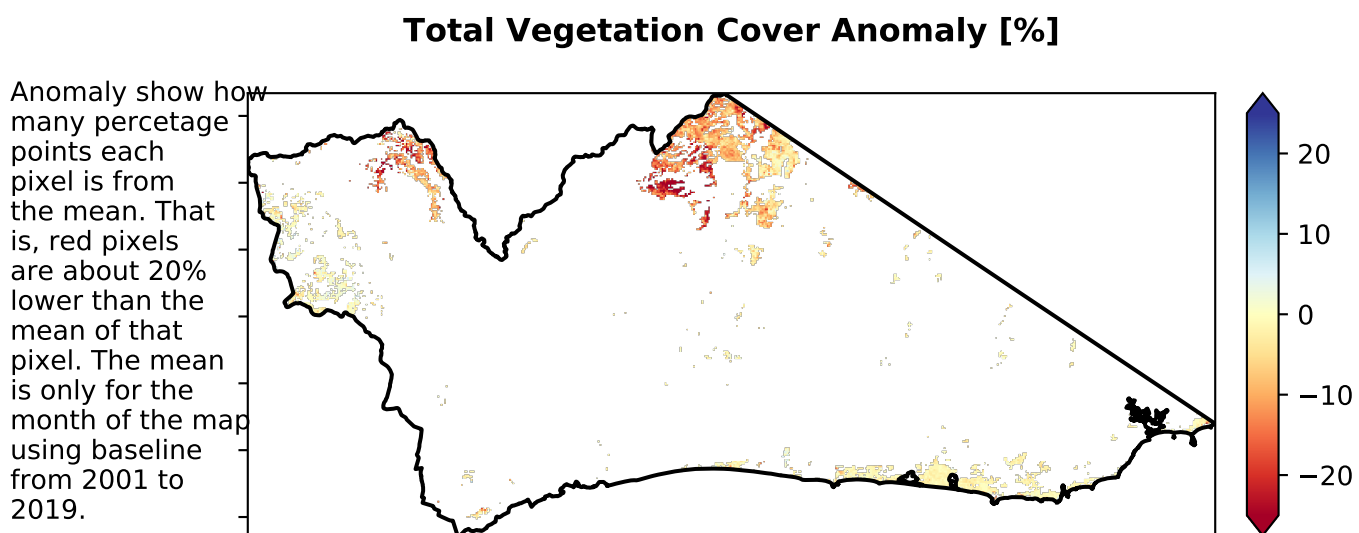 Total Vegetation Cover Anomaly [%]
Anomaly show how
many percetage
points each
pixel is from
the mean. That
is, red pixels
are about 20%
lower than the
mean of that
pixel. The mean
is only for the
month of the map
using baseline
from 2001 to
2019.
20
10
0
−10
−20